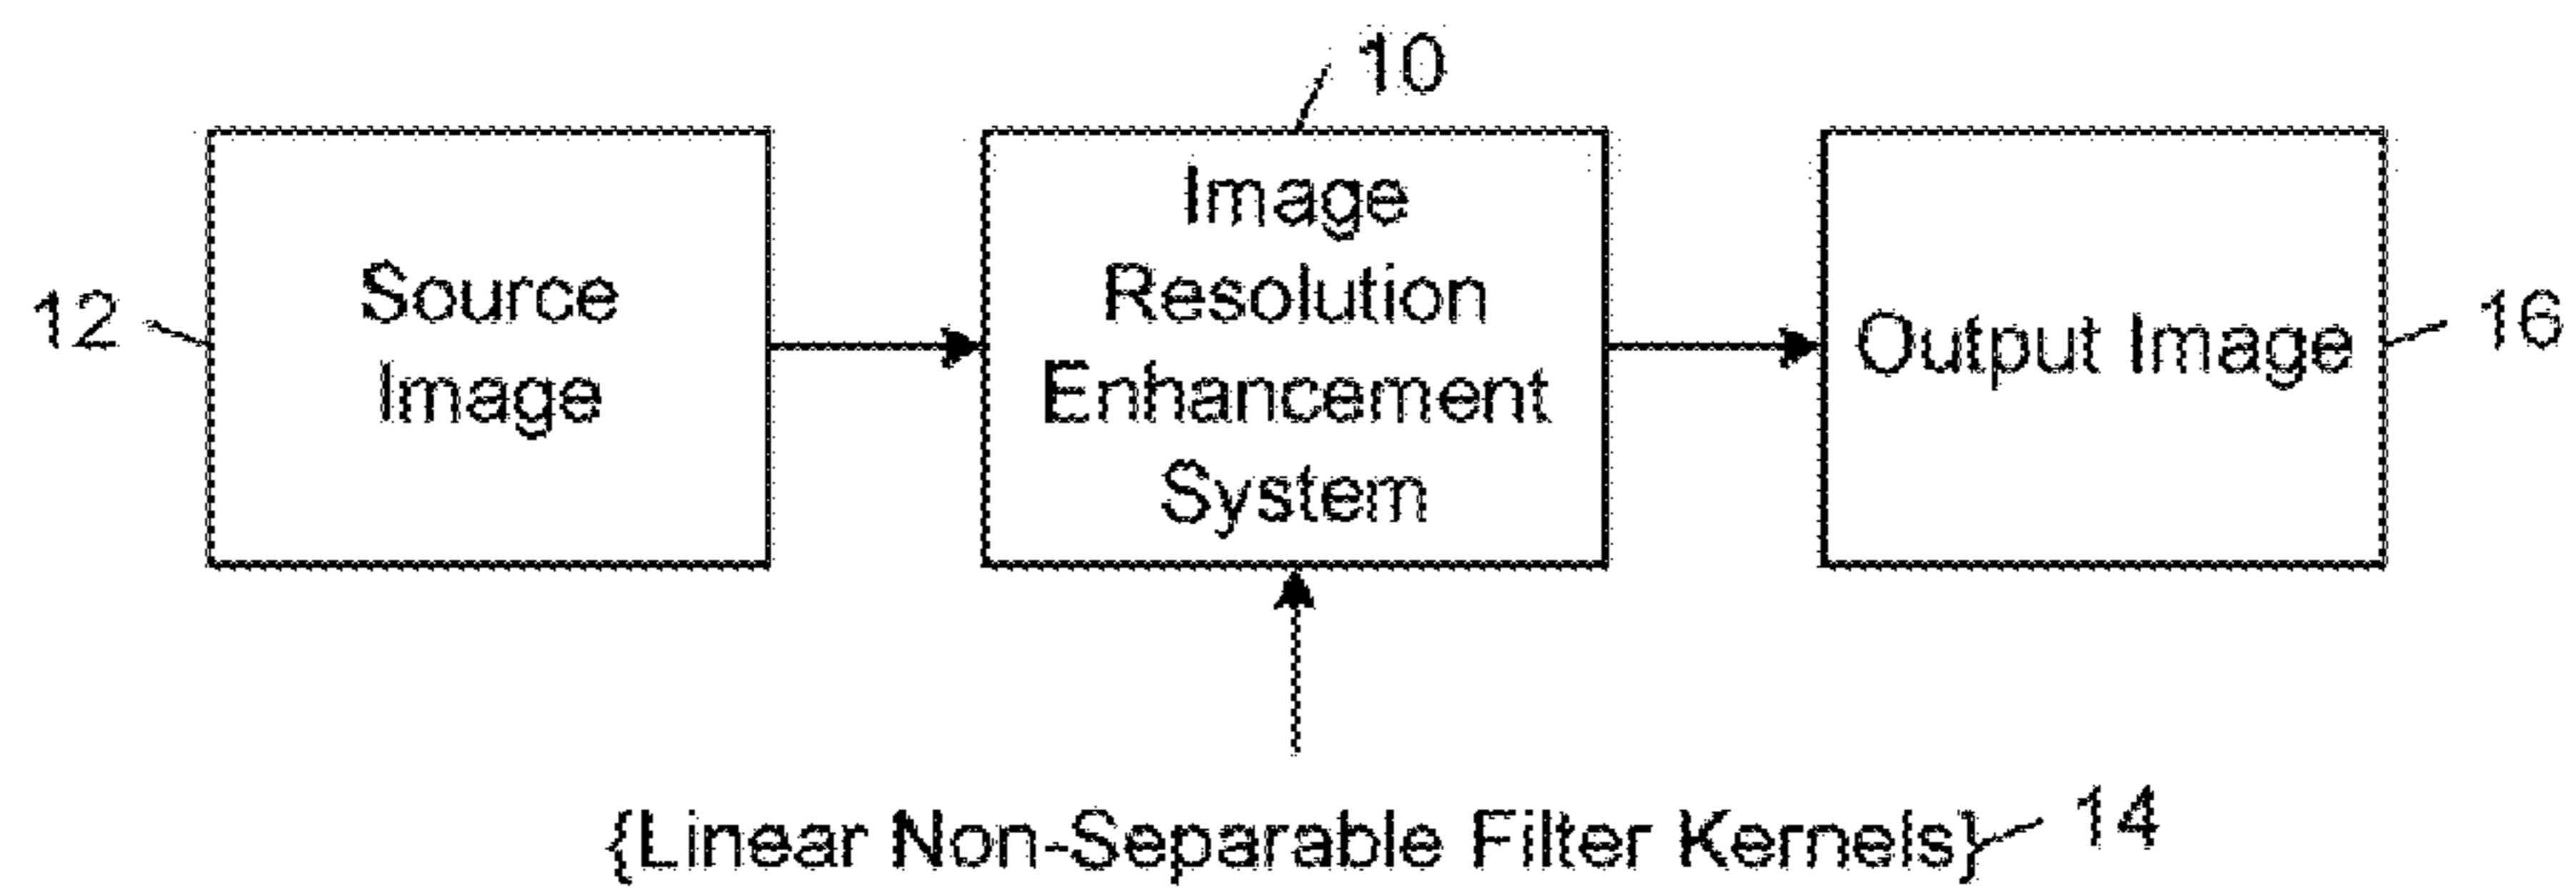 10
12
Source
Image
Image
Resolution
Enhancement
System
Output Image
16
{Linear Non-Separable Filter Kernels}
14